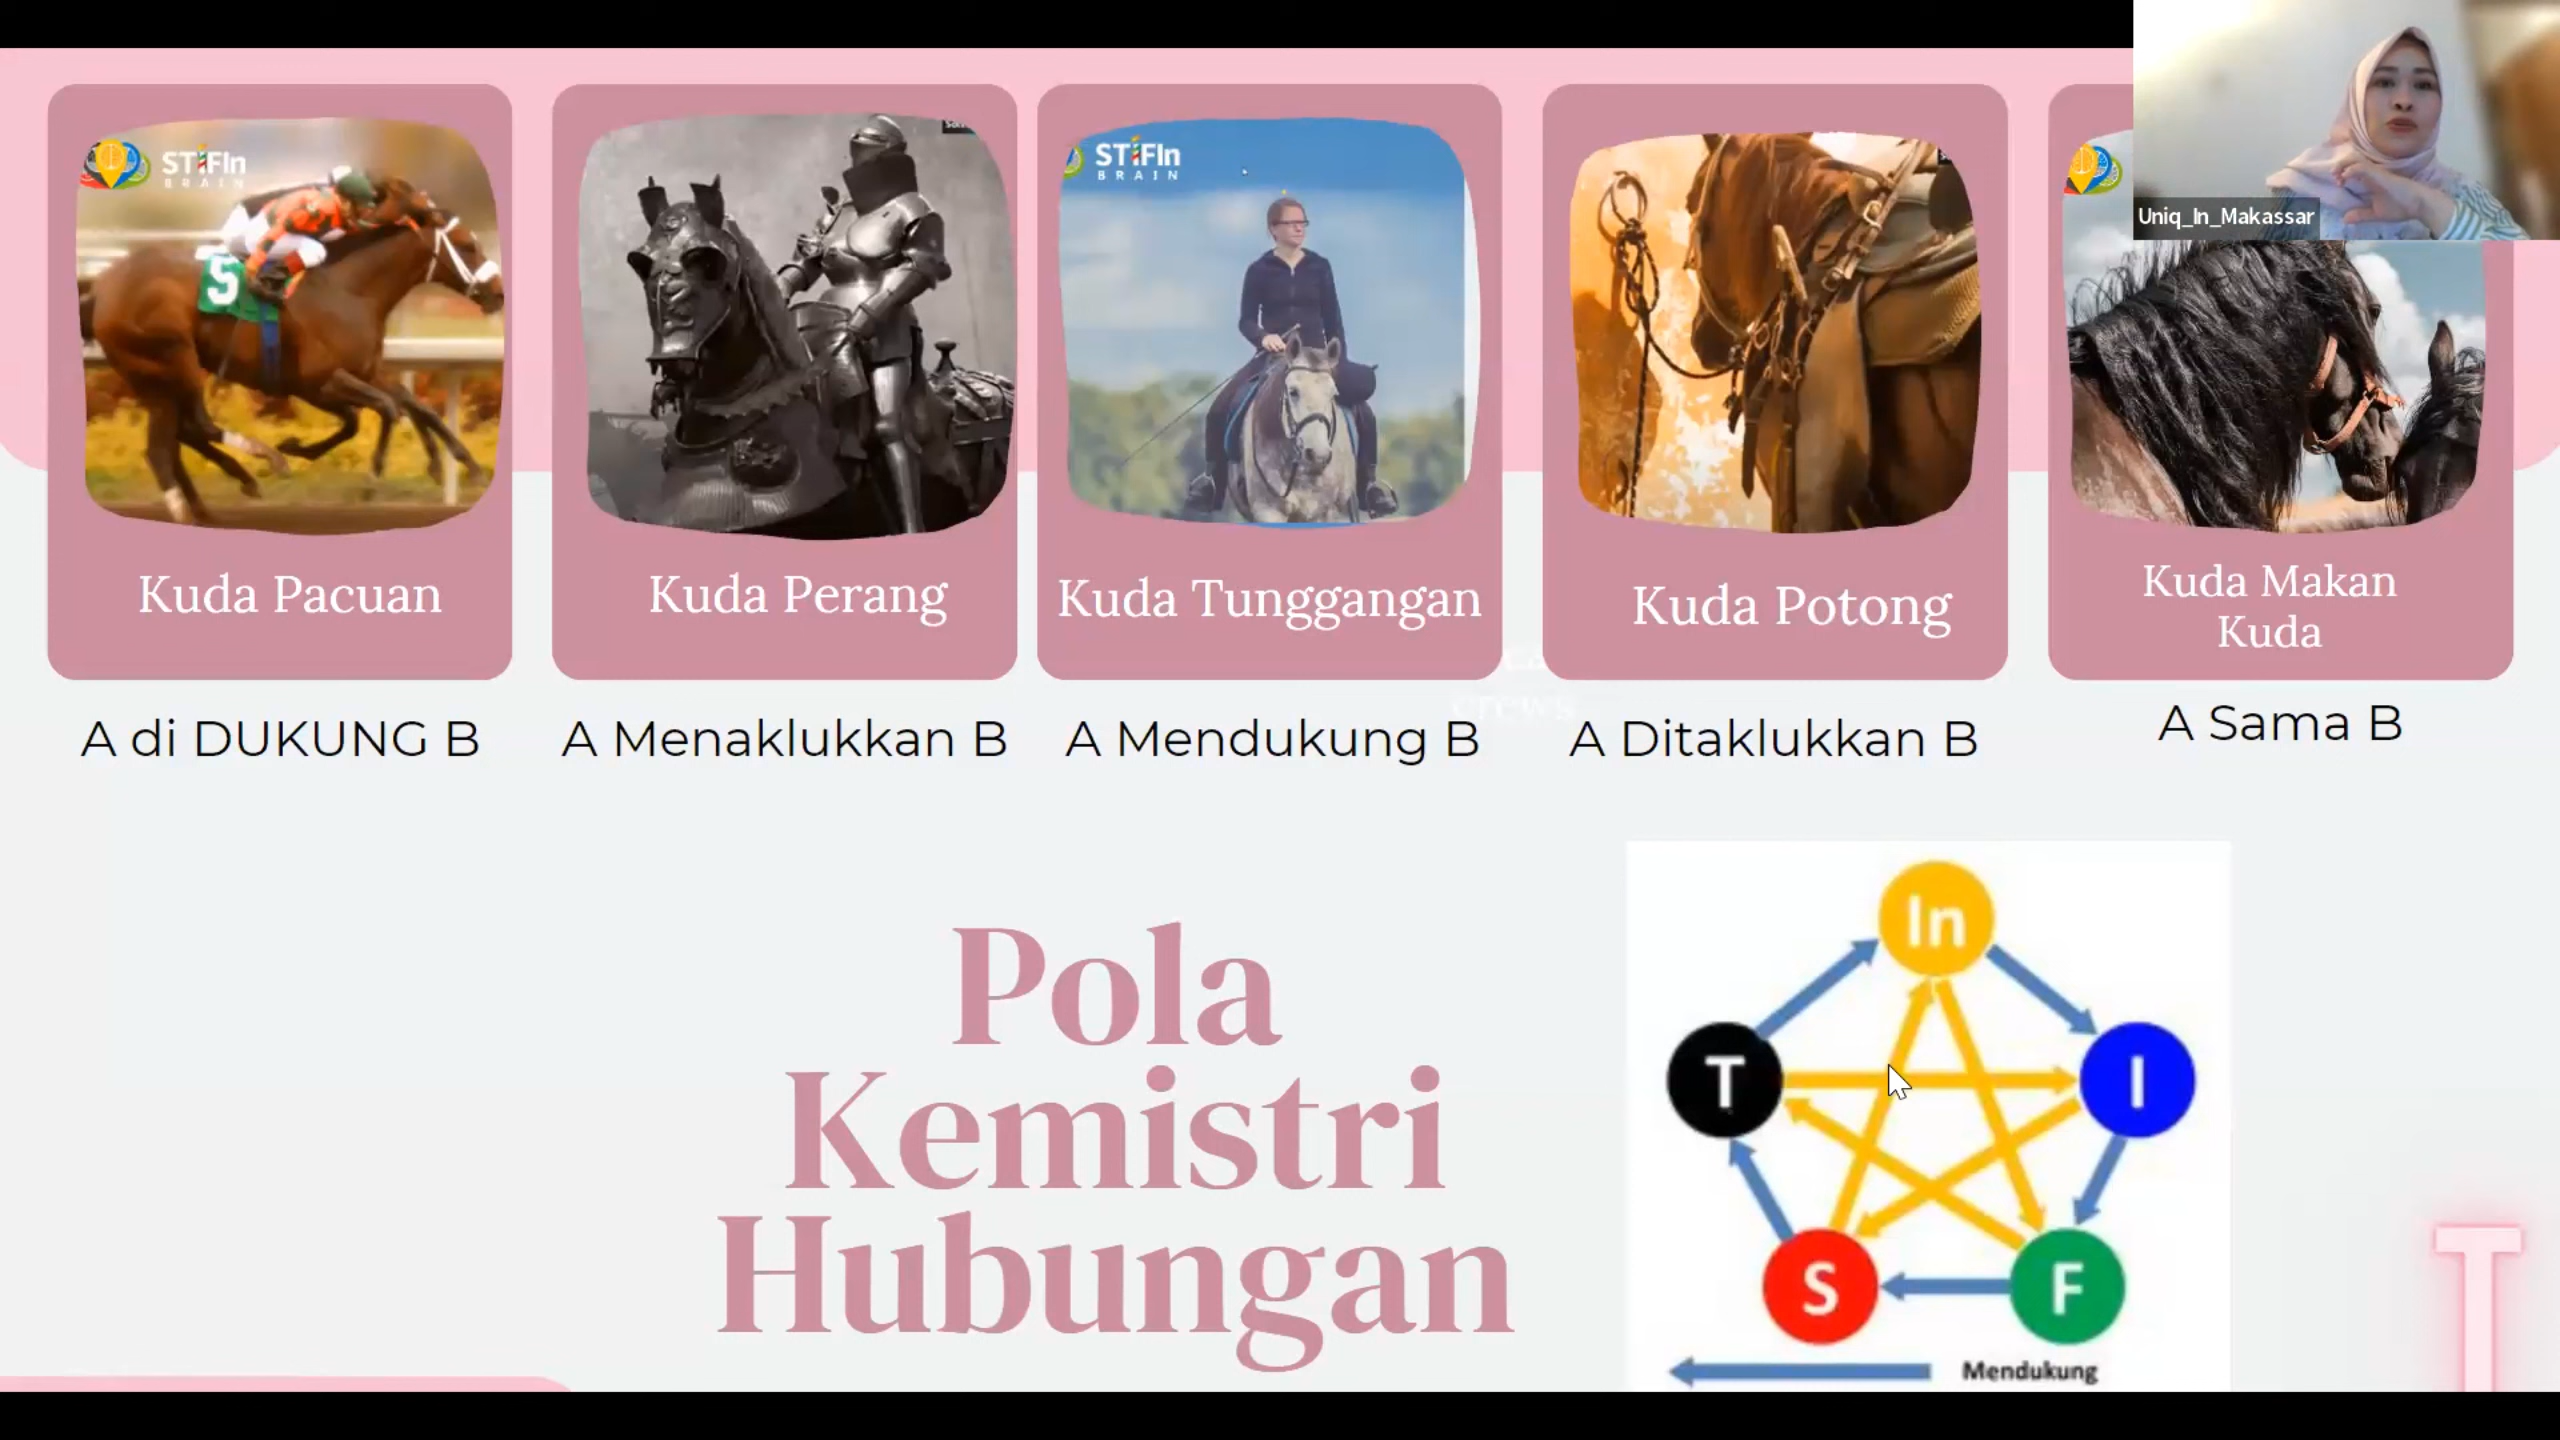 STiFIn
BRAIN
5
STiFIn
BRAIN
Uniq_In_Makassar
Kuda Pacuan
Kuda Perang
Kuda Tunggangan
Kuda Potong
Kuda Makan
Kuda
A di DUKUNG B
A Menaklukkan B
A Mendukung B
A Ditaklukkan B
A Sama B
Pola
Kemistri
Hubungan
In
T
I
S
F
Mendukung
T